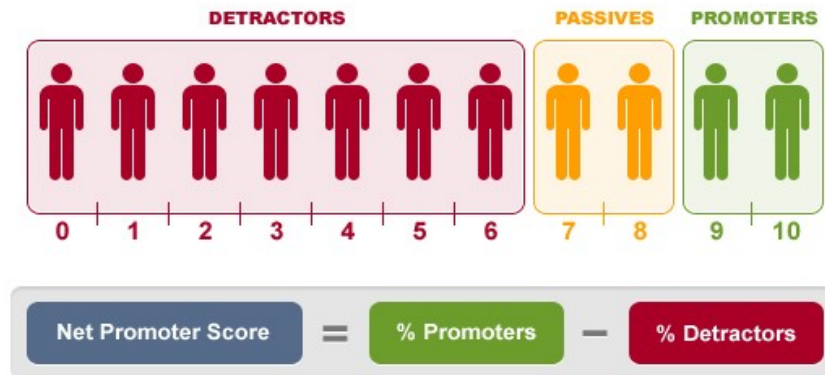 DETRACTORS PASSIVES PROMOTERS
0 1 2 3 4 5 6 7 8 9 10
Net Promoter Score = % Promoters − % Detractors